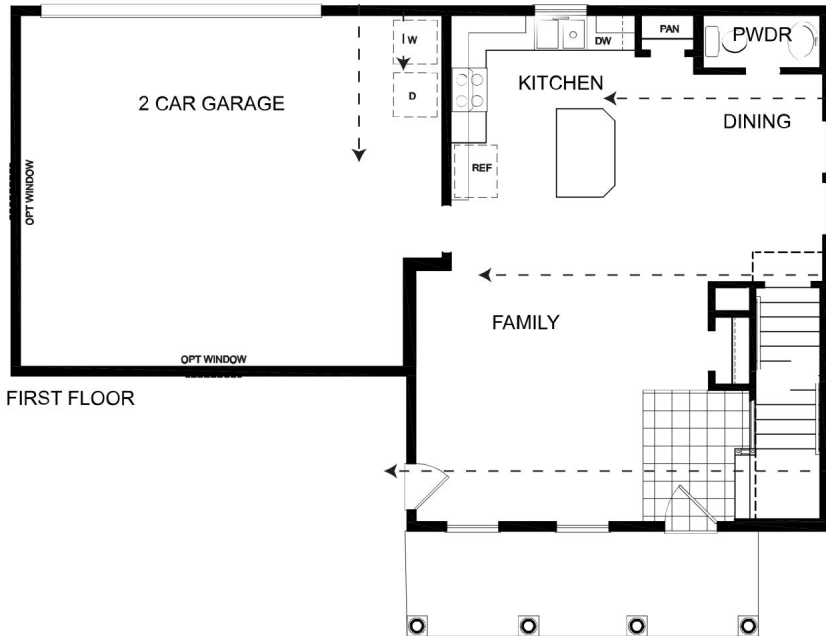 PAN
PWDR
W
DW
KITCHEN
D
2 CAR GARAGE
DINING
REF
OPT WINDOW
FAMILY
OPT WINDOW
FIRST FLOOR